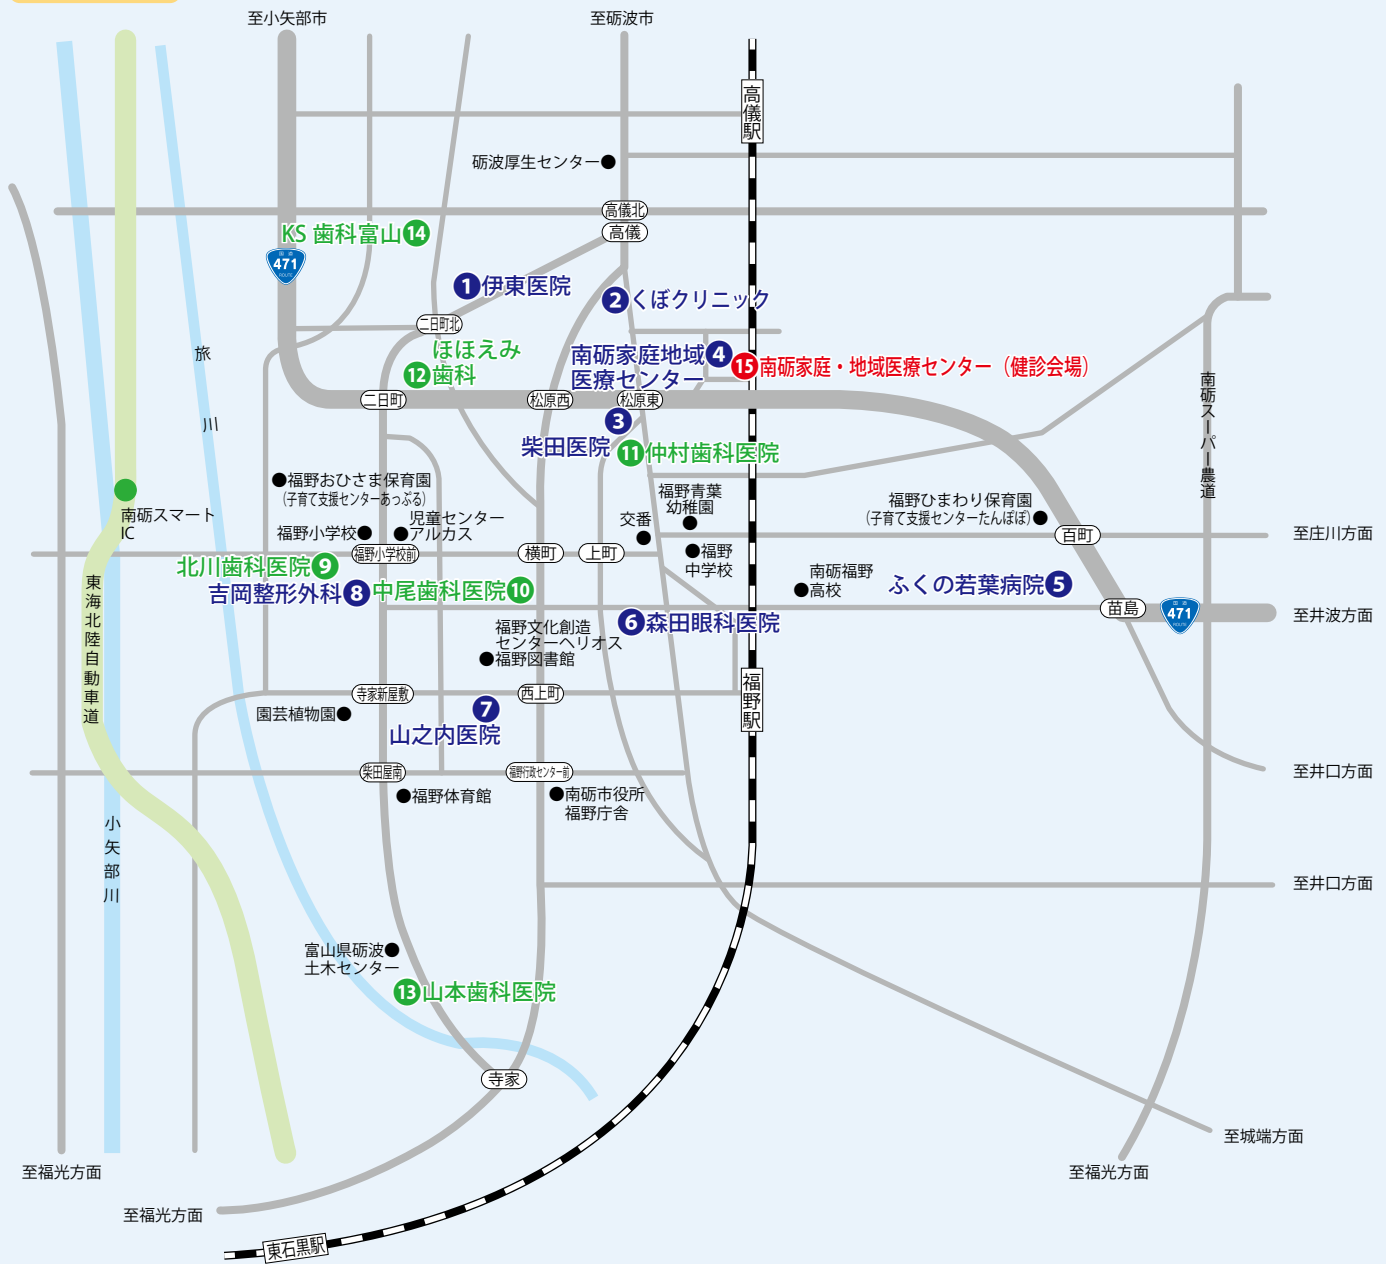 至小矢部市
至砺波市
高儀駅
砺波厚生センター
高儀北
高儀
KS 歯科富山 14
国道
471
ROUTE
1 伊東医院
2 くぼクリニック
二日町北
旅川
ほほえみ
12 歯科
南砺家庭地域 4
医療センター
15 南砺家庭・地域医療センター（健診会場）
二日町
松原西
松原東
3
柴田医院
11 仲村歯科医院
南砺スーパー農道
福野おひさま保育園
(子育て支援センターあっぷる)
福野青葉
幼稚園
福野ひまわり保育園
(子育て支援センターたんぽぽ)
南砺スマート
IC
児童センター
アルカス
福野小学校
交番
百町
至庄川方面
福野小学校前
横町
上町
福野
中学校
北川歯科医院 9
吉岡整形外科 8
中尾歯科医院 10
南砺福野
高校
ふくの若葉病院 5
苗島
国道
471
ROUTE
至井波方面
東海北陸自動車道
6 森田眼科医院
福野文化創造
センターヘリオス
福野図書館
寺家新屋敷
西上町
福野駅
園芸植物園
7
山之内医院
柴田屋南
福野行政センター前
至井口方面
福野体育館
南砺市役所
福野庁舎
小矢部川
至井口方面
富山県砺波
土木センター
13 山本歯科医院
寺家
至城端方面
至福光方面
至福光方面
至福光方面
東石黒駅